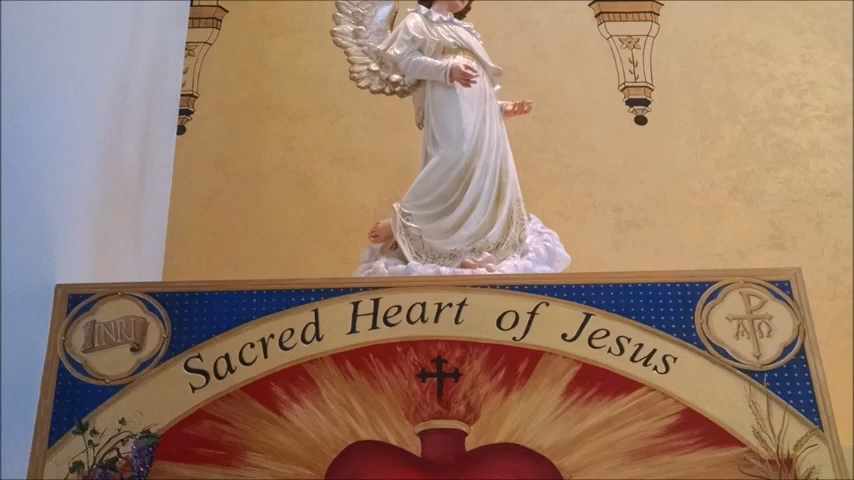 Sacred Heart of Jesus
INRI
Α Ω